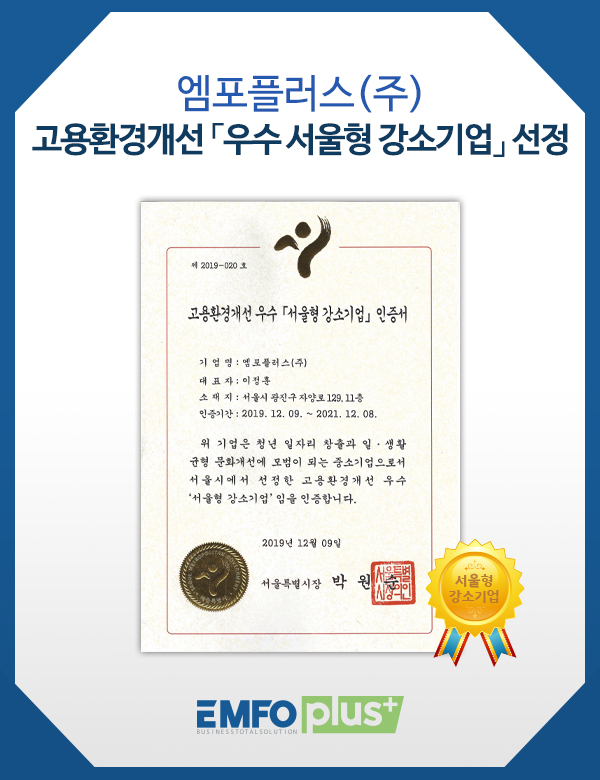 엠포플러스(주)
고용환경개선 「우수 서울형 강소기업」 선정
제 2019-020 호
고용환경개선 우수 「서울형 강소기업」 인증서
기 업 명 : 엠포플러스(주)
대 표 자 : 이정훈
소 재 지 : 서울시 광진구 자양로 129, 11층
인증기간 : 2019. 12. 09. ~ 2021. 12. 08.
위 기업은 청년 일자리 창출과 일 · 생활
균형 문화개선에 모범이 되는 중소기업으로서
서울시에서 선정한 고용환경개선 우수
‘서울형 강소기업’ 임을 인증합니다.
2019년 12월 09일
서울특별시장 박 원 순
서울특별
시장의인
서울형
강소기업
EMFO plus+
BUSINESS TOTAL SOLUTION